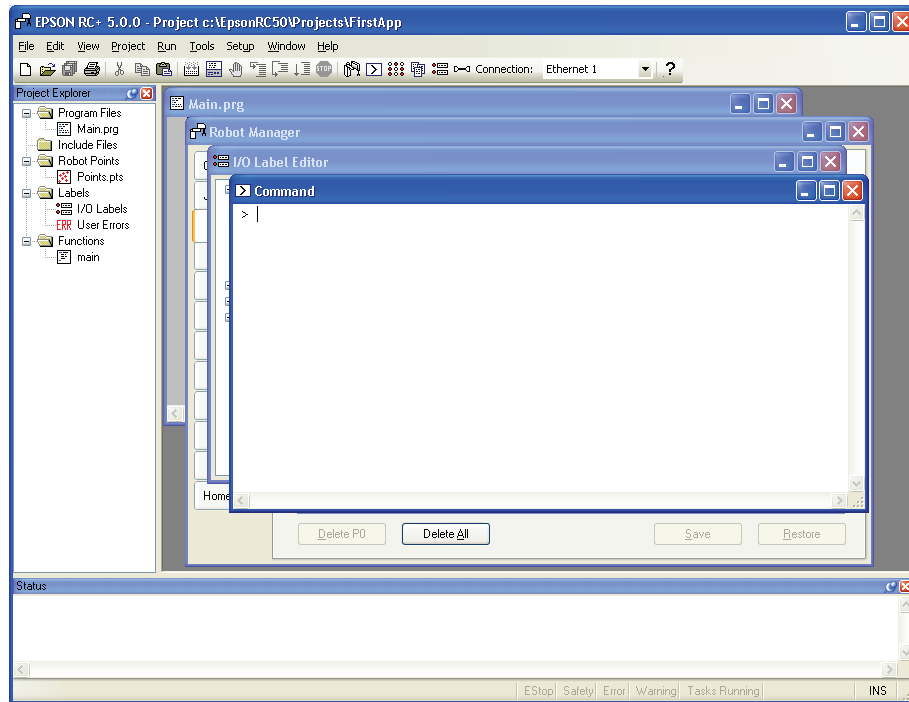 EPSON RC+ 5.0.0 - Project c:\EpsonRC50\Projects\FirstApp
File Edit View Project Run Tools Setup Window Help
STOP Connection: Ethernet 1 ?
Project Explorer
Program Files
Main.prg
Include Files
Robot Points
Points.pts
Labels
I/O Labels
ERR User Errors
Functions
main
Main.prg
Robot Manager
I/O Label Editor
Command
>
Home
Delete P0 Delete All Save Restore
Status
EStop Safety Error Warning Tasks Running INS